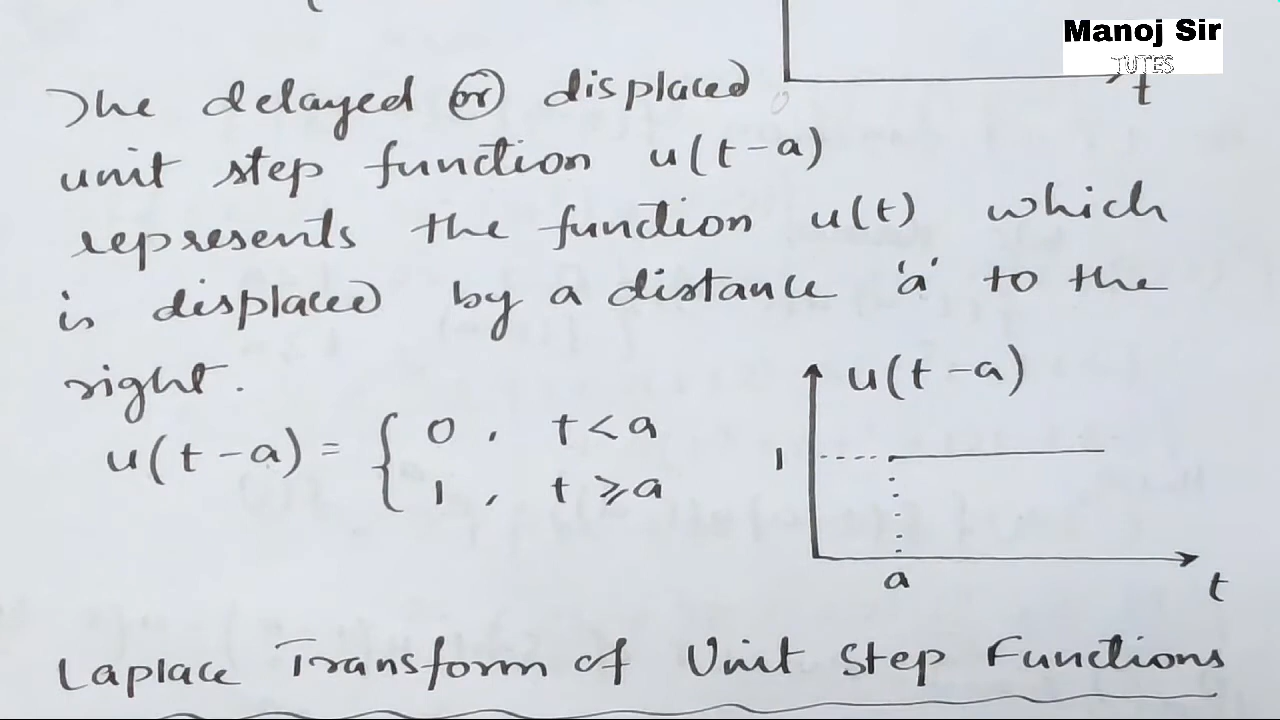 Manoj Sir
TUTES
t
The delayed or displaced
unit step function u(t-a)
represents the function u(t) which
is displaced by a distance 'a' to the
right.
u(t-a) = { 0, t<a
1, t⩾a
u(t-a)
1
a
t
Laplace Transform of Unit Step Functions